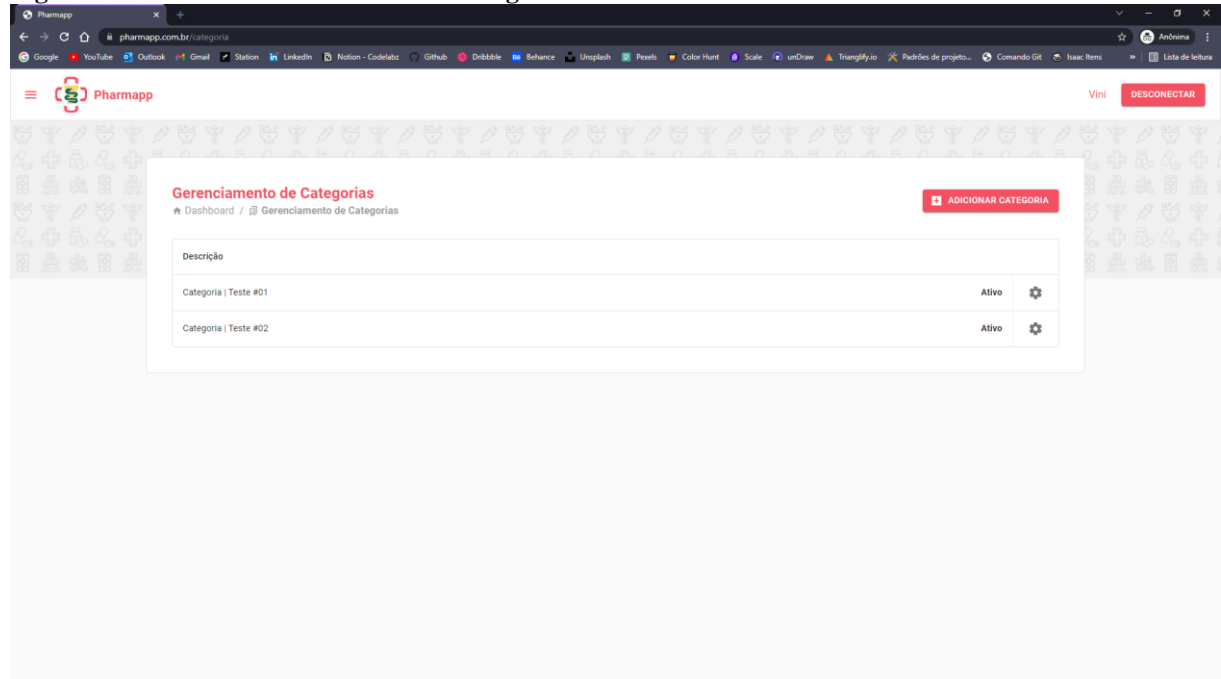 Pharmapp
pharmapp.com.br/categoria
Anônima
Google YouTube Outlook Gmail Station LinkedIn Notion - Codelabz Github Dribbble Behance Unsplash Pexels Color Hunt Scale unDraw Trianglify.io Padrões de projeto... Comando Git Isaac Itens » Lista de leitura
Pharmapp
Vini DESCONECTAR
Gerenciamento de Categorias
Dashboard / Gerenciamento de Categorias
ADICIONAR CATEGORIA
Descrição
Categoria | Teste #01 Ativo
Categoria | Teste #02 Ativo